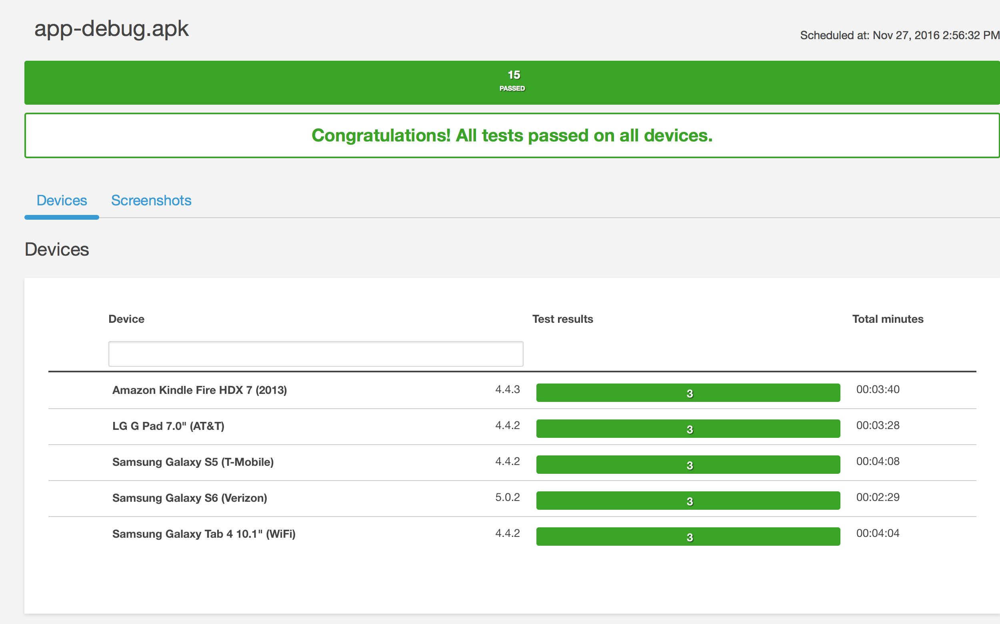 app-debug.apk
Scheduled at: Nov 27, 2016 2:56:32 PM
15
PASSED
Congratulations! All tests passed on all devices.
Devices Screenshots
Devices
Device Test results Total minutes
Amazon Kindle Fire HDX 7 (2013) 4.4.3 3 00:03:40
LG G Pad 7.0" (AT&T) 4.4.2 3 00:03:28
Samsung Galaxy S5 (T-Mobile) 4.4.2 3 00:04:08
Samsung Galaxy S6 (Verizon) 5.0.2 3 00:02:29
Samsung Galaxy Tab 4 10.1" (WiFi) 4.4.2 3 00:04:04